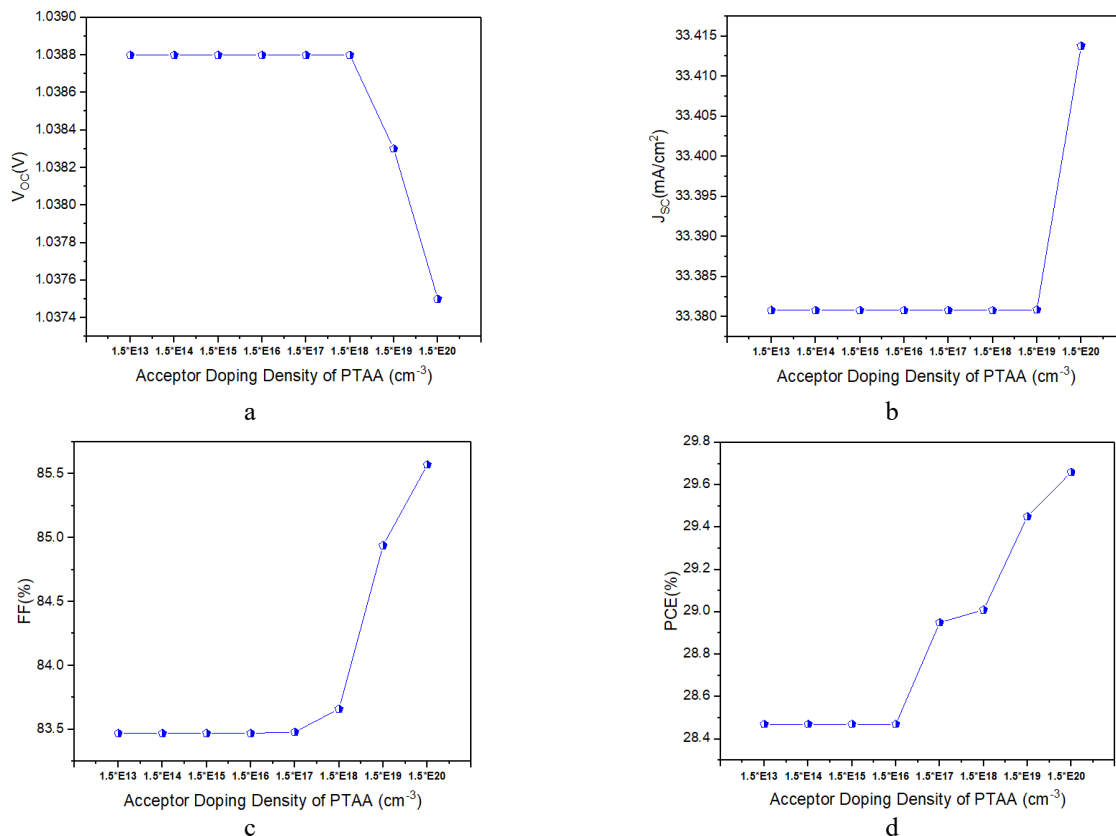 1.0390
1.0388
1.0386
1.0384
1.0382
1.0380
1.0378
1.0376
1.0374
V_OC(V)
1.5*E13 1.5*E14 1.5*E15 1.5*E16 1.5*E17 1.5*E18 1.5*E19 1.5*E20
Acceptor Doping Density of PTAA (cm⁻³)
a
33.415
33.410
33.405
33.400
33.395
33.390
33.385
33.380
J_SC(mA/cm²)
1.5*E13 1.5*E14 1.5*E15 1.5*E16 1.5*E17 1.5*E18 1.5*E19 1.5*E20
Acceptor Doping Density of PTAA (cm⁻³)
b
85.5
85.0
84.5
84.0
83.5
FF(%)
1.5*E13 1.5*E14 1.5*E15 1.5*E16 1.5*E17 1.5*E18 1.5*E19 1.5*E20
Acceptor Doping Density of PTAA (cm⁻³)
c
29.8
29.6
29.4
29.2
29.0
28.8
28.6
28.4
PCE(%)
1.5*E13 1.5*E14 1.5*E15 1.5*E16 1.5*E17 1.5*E18 1.5*E19 1.5*E20
Acceptor Doping Density of PTAA (cm⁻³)
d